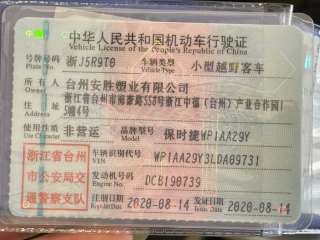 中华人民共和国机动车行驶证
Vehicle License of the People's Republic of China
号牌号码 浙J5R9T0 车辆类型 小型越野客车
Plate No. Vehicle Type
所有人 台州安胜塑业有限公司
Owner
住址 浙江省台州市海豪路553号浙江中德(台州)产业合作园1
5幢4号
使用性质 非营运 品牌型号 保时捷WP1AA29Y
Use Character Model
浙江省台州市公安局交通警察支队
车辆识别代号 WP1AA29Y3LDA09731
VIN
发动机号码 DCB190739
Engine No.
注册日期 2020-08-14 发证日期 2020-08-14
Register Date Issue Date